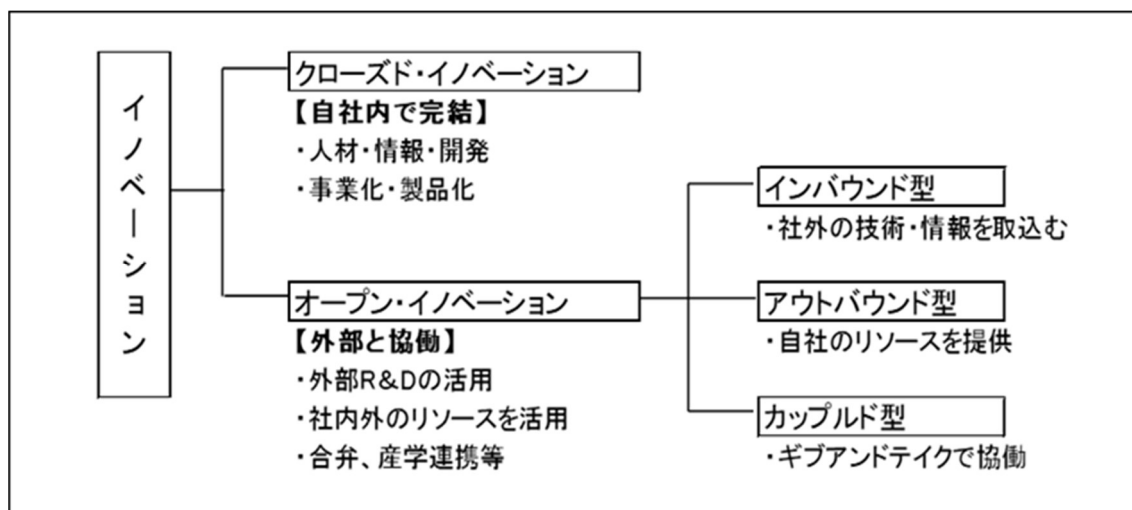 イノベーション
クローズド・イノベーション
【自社内で完結】
・人材・情報・開発
・事業化・製品化
オープン・イノベーション
【外部と協働】
・外部R&Dの活用
・社内外のリソースを活用
・合弁、産学連携等
インバウンド型
・社外の技術・情報を取込む
アウトバウンド型
・自社のリソースを提供
カップルド型
・ギブアンドテイクで協働